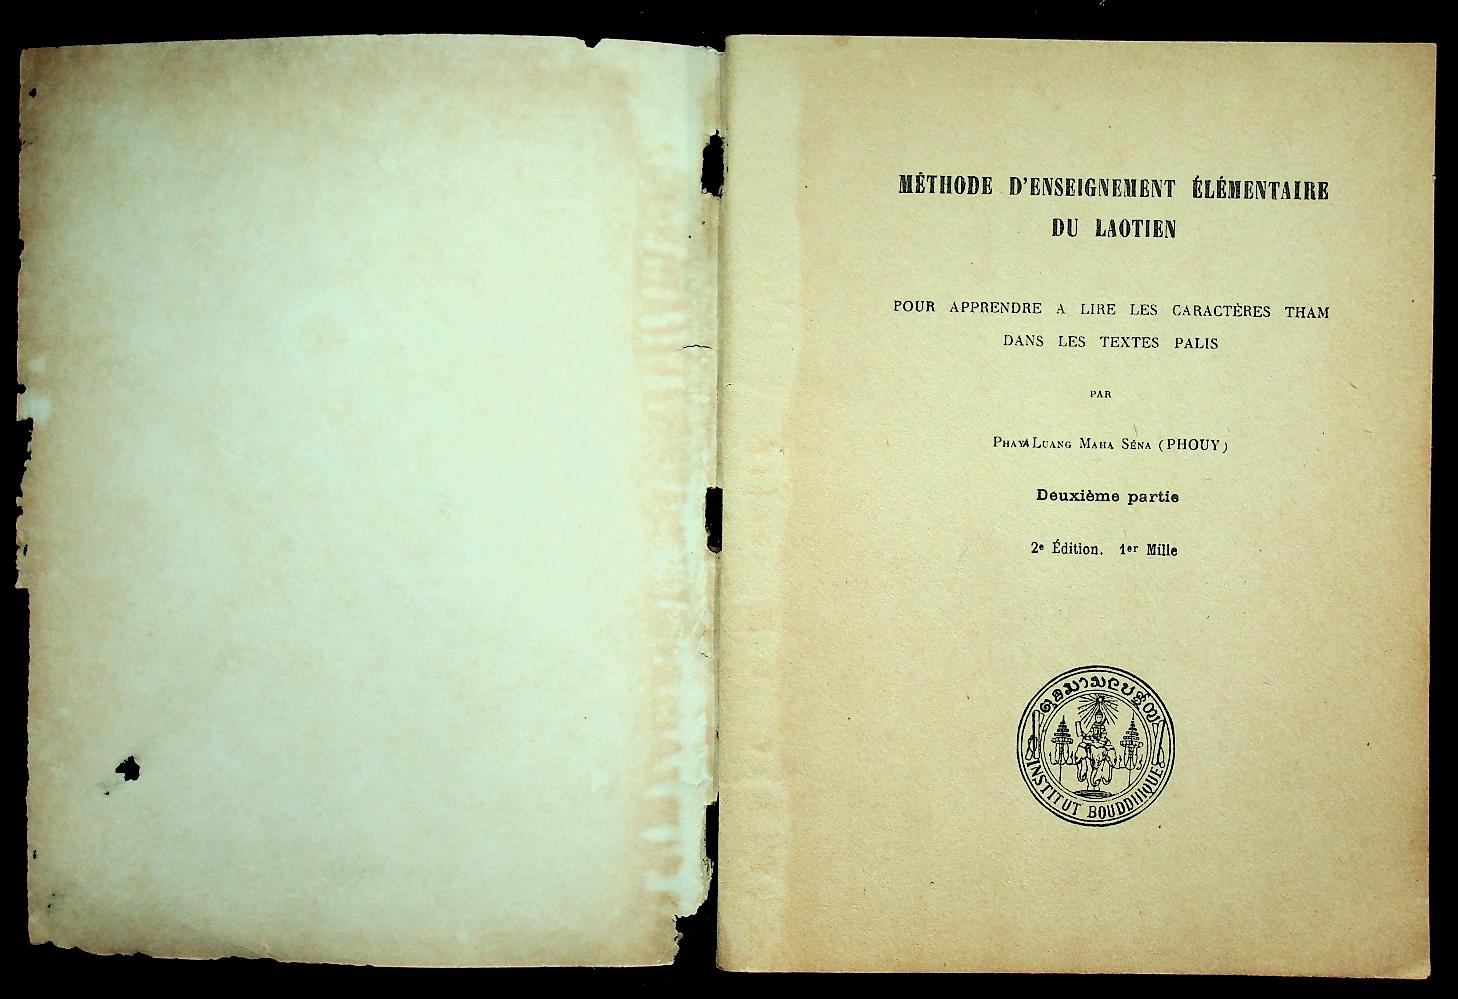 MÉTHODE D'ENSEIGNEMENT ÉLÉMENTAIRE
DU LAOTIEN
POUR APPRENDRE A LIRE LES CARACTÈRES THAM
DANS LES TEXTES PALIS
PAR
PHAYA LUANG MAHA SÉNA (PHOUY)
Deuxième partie
2e Édition. 1er Mille
INSTITUT BOUDDHIQUE